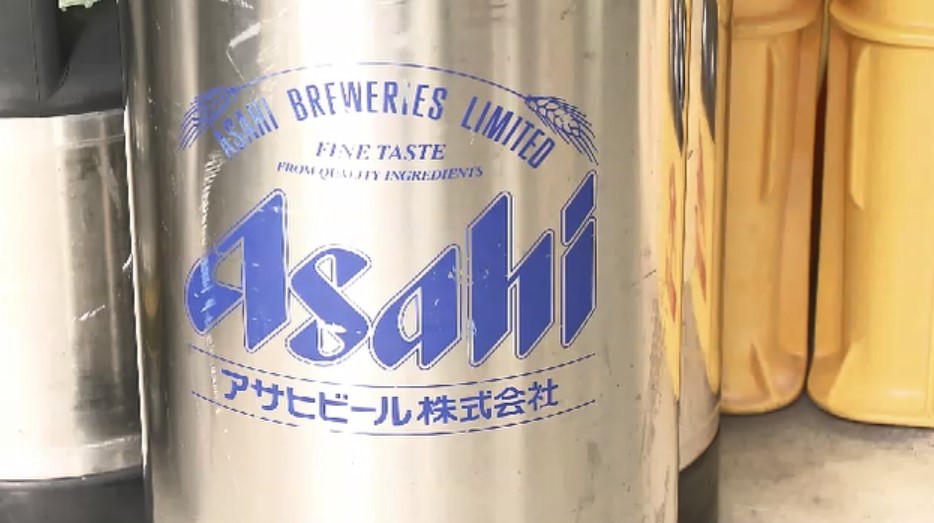 ASAHI BREWERIES LIMITED
FINE TASTE
FROM QUALITY INGREDIENTS
Asahi
アサヒビール株式会社